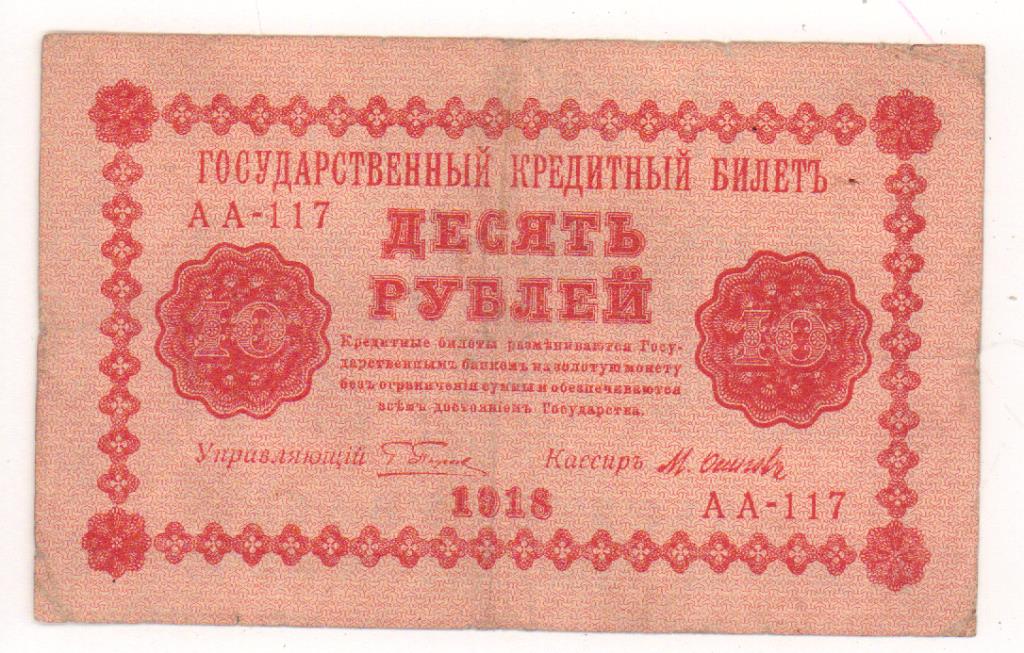 ГОСУДАРСТВЕННЫЙ КРЕДИТНЫЙ БИЛЕТЪ
АА-117
ДЕСЯТЬ
РУБЛЕЙ
10
10
Кредитные билеты размѣниваются Госу-
дарственнымъ банкомъ на золотую монету
безъ ограниченія суммы и обезпечиваются
всѣмъ достояніемъ Государства.
Управляющій
Кассиръ М.
1918
АА-117